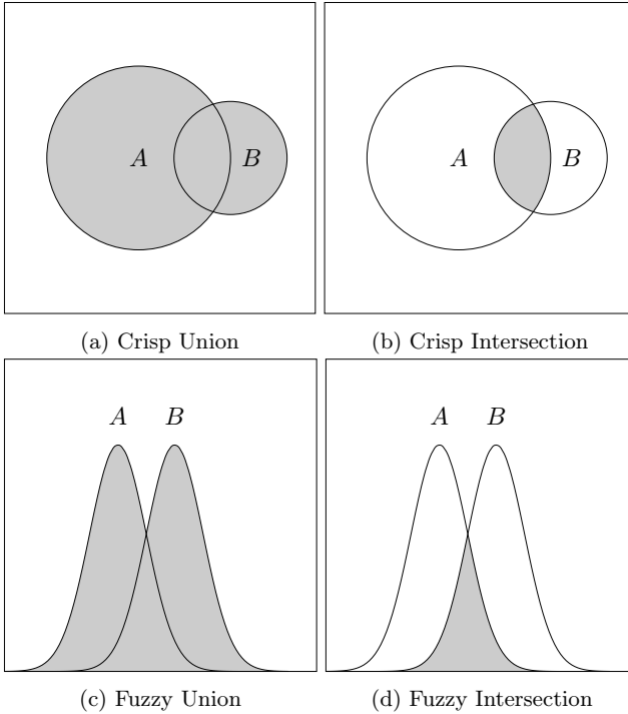 A B
A B
(a) Crisp Union
(b) Crisp Intersection
A B
A B
(c) Fuzzy Union
(d) Fuzzy Intersection